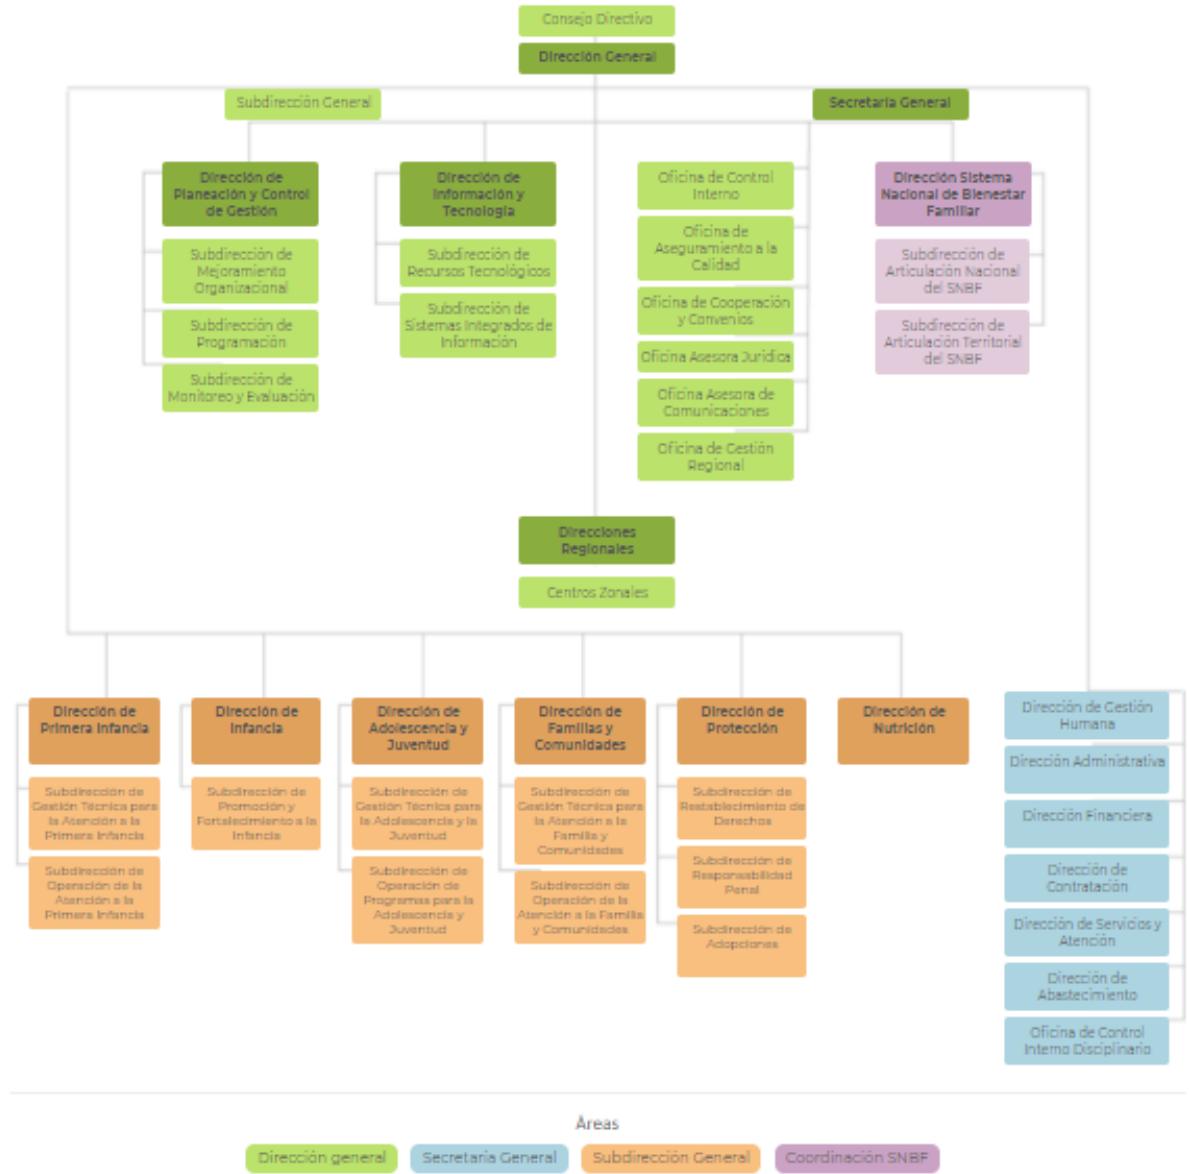 Consejo Directivo
Dirección General
Subdirección General
Secretaría General
Dirección de
Planeación y Control
de Gestión
Subdirección de
Mejoramiento
Organizacional
Subdirección de
Programación
Subdirección de
Monitoreo y Evaluación
Dirección de
Información y
Tecnología
Subdirección de
Recursos Tecnológicos
Subdirección de
Sistemas Integrados de
Información
Oficina de Control
Interno
Oficina de
Aseguramiento a la
Calidad
Oficina de Cooperación
y Convenios
Oficina Asesora Jurídica
Oficina Asesora de
Comunicaciones
Oficina de Gestión
Regional
Dirección Sistema
Nacional de Bienestar
Familiar
Subdirección de
Articulación Nacional
del SNBF
Subdirección de
Articulación Territorial
del SNBF
Direcciones
Regionales
Centros Zonales
Dirección de
Primera Infancia
Subdirección de
Gestión Técnica para
la Atención a la
Primera Infancia
Subdirección de
Operación de la
Atención a la
Primera Infancia
Dirección de
Infancia
Subdirección de
Promoción y
Fortalecimiento a la
Infancia
Dirección de
Adolescencia y
Juventud
Subdirección de
Gestión Técnica para
la Adolescencia y la
Juventud
Subdirección de
Operación de
Programas para la
Adolescencia y
Juventud
Dirección de
Familias y
Comunidades
Subdirección de
Gestión Técnica para
la Atención a la
Familia y
Comunidades
Subdirección de
Operación de la
Atención a la Familia
y Comunidades
Dirección de
Protección
Subdirección de
Restablecimiento de
Derechos
Subdirección de
Responsabilidad
Penal
Subdirección de
Adopciones
Dirección de
Nutrición
Dirección de Gestión
Humana
Dirección Administrativa
Dirección Financiera
Dirección de
Contratación
Dirección de Servicios y
Atención
Dirección de
Abastecimiento
Oficina de Control
Interno Disciplinario
Áreas
Dirección general
Secretaría General
Subdirección General
Coordinación SNBF